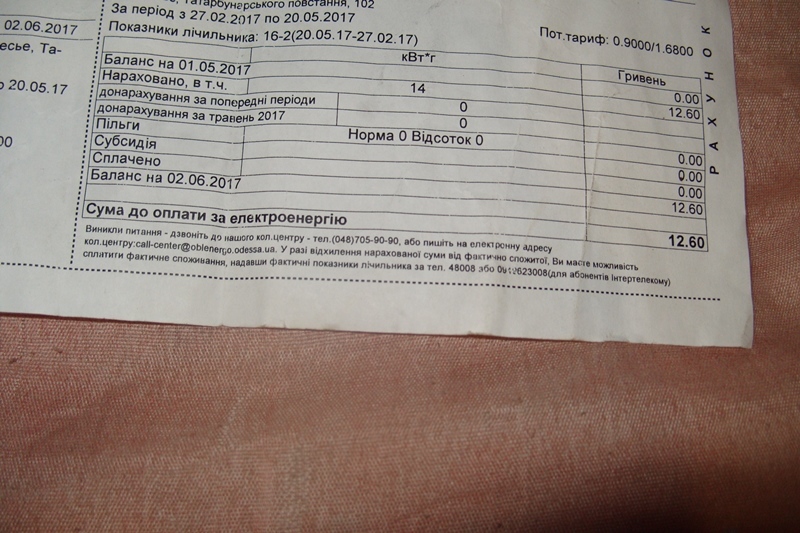 02.06.2017
есье, Та-
20.05.17
00
Татарбунарського повстання, 102
За період з 27.02.2017 по 20.05.2017
Показники лічильника: 16-2(20.05.17-27.02.17)
Пот.тариф: 0.9000/1.6800
кВт*г Гривень
Баланс на 01.05.2017 0.00
Нараховано, в т.ч. 14 12.60
донарахування за попередні періоди 0
донарахування за травень 2017 0
Пільги Норма 0 Відсоток 0 0.00
Субсидія 0.00
Сплачено 0.00
Баланс на 02.06.2017 12.60
Сума до оплати за електроенергію 12.60
Виникли питання - дзвоніть до нашого кол.центру - тел.(048)705-90-90, або пишіть на електронну адресу
кол.центру:call-center@oblenergo.odessa.ua. У разі відхилення нарахованої суми від фактично спожитої, Ви маєте можливість
сплатити фактичне споживання, надавши фактичні показники лічильника за тел. 48008 або (для абонентів Інтертелекому)
РАХУНОК